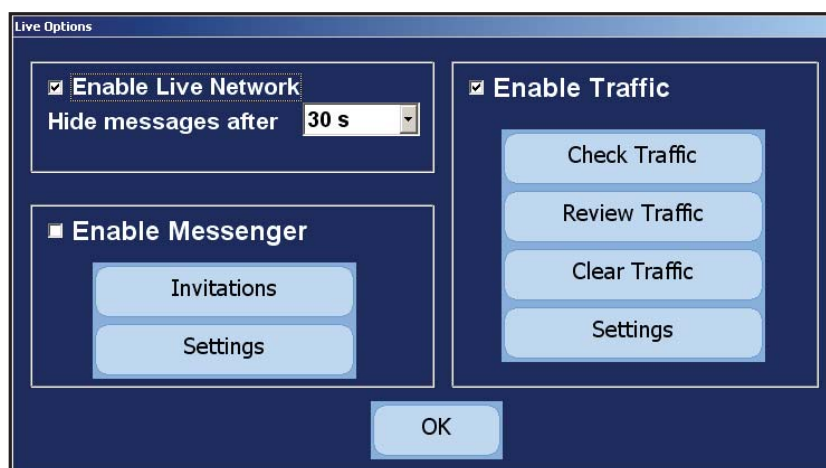 Live Options
Enable Live Network
Hide messages after 30 s
Enable Messenger
Invitations
Settings
Enable Traffic
Check Traffic
Review Traffic
Clear Traffic
Settings
OK